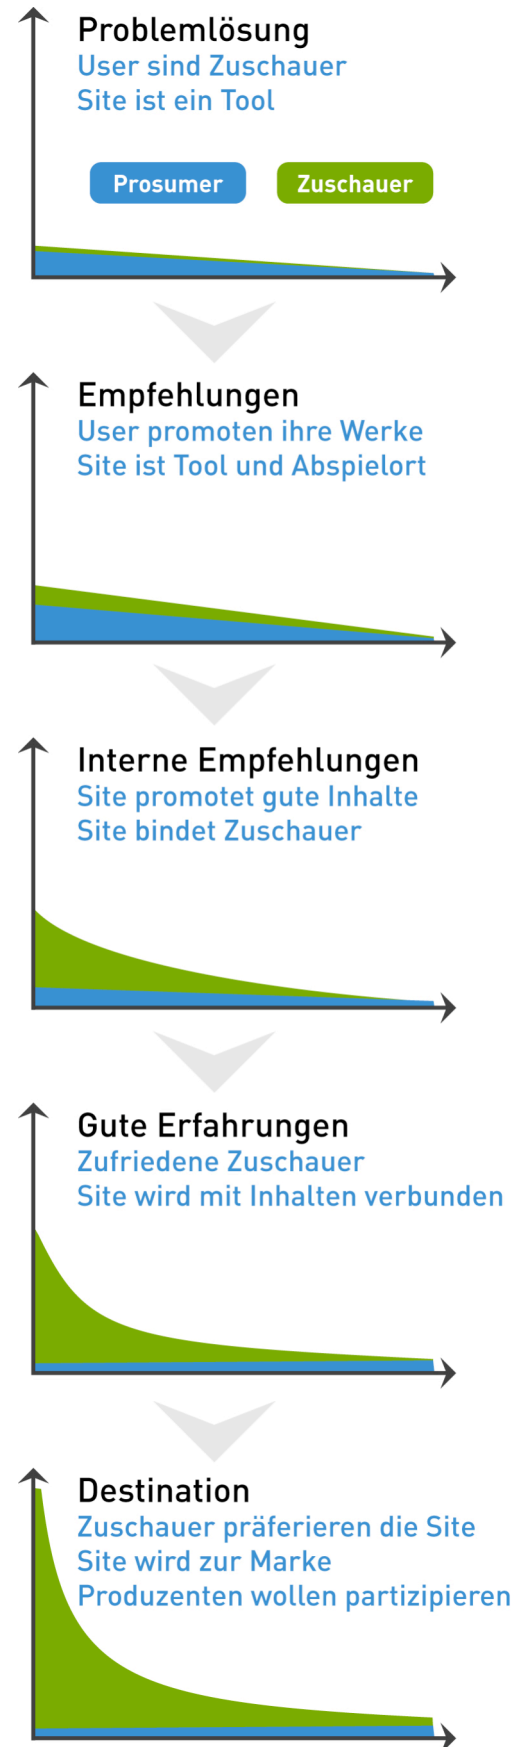 Problemlösung
User sind Zuschauer
Site ist ein Tool
Prosumer
Zuschauer
Empfehlungen
User promoten ihre Werke
Site ist Tool und Abspielort
Interne Empfehlungen
Site promotet gute Inhalte
Site bindet Zuschauer
Gute Erfahrungen
Zufriedene Zuschauer
Site wird mit Inhalten verbunden
Destination
Zuschauer präferieren die Site
Site wird zur Marke
Produzenten wollen partizipieren